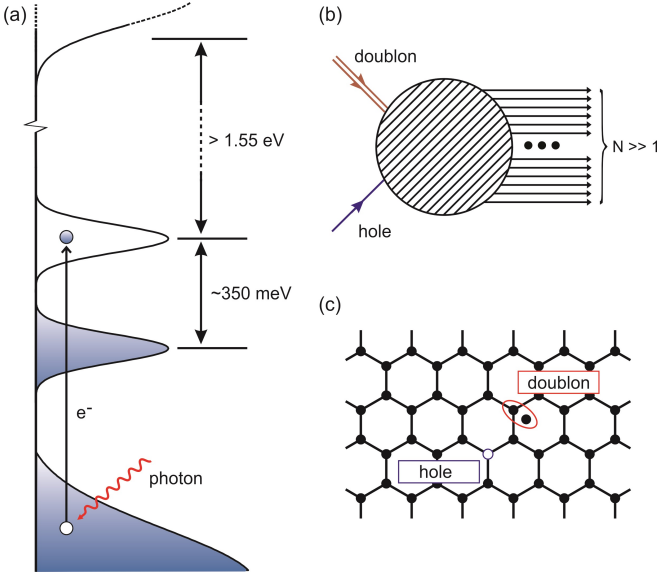 (a)
> 1.55 eV
~350 meV
e-
photon
(b)
doublon
hole
N >> 1
(c)
doublon
hole